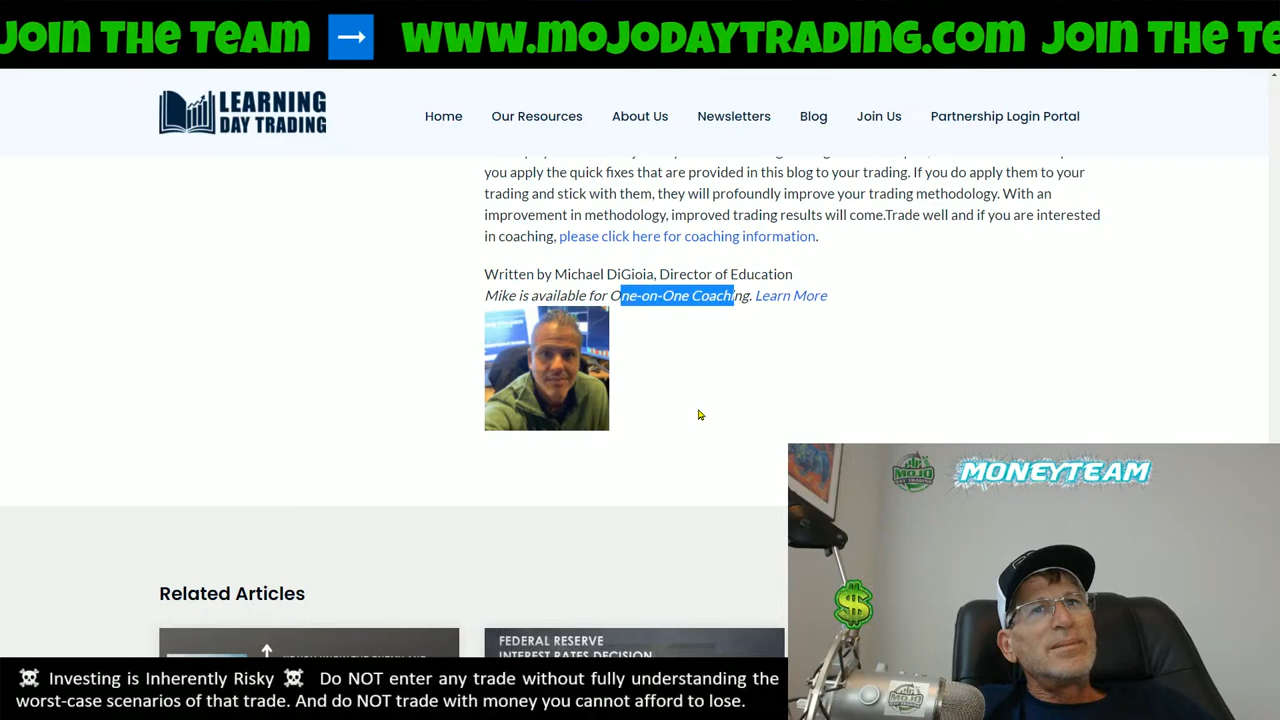 JOIN THE TEAM → www.mojodaytrading.com JOIN THE TE
LEARNING
DAY TRADING
Home Our Resources About Us Newsletters Blog Join Us Partnership Login Portal
you apply the quick fixes that are provided in this blog to your trading. If you do apply them to your
trading and stick with them, they will profoundly improve your trading methodology. With an
improvement in methodology, improved trading results will come.Trade well and if you are interested
in coaching, please click here for coaching information.
Written by Michael DiGioia, Director of Education
Mike is available for One-on-One Coaching. Learn More
MOJO
DAY TRADING
MONEYTEAM
Related Articles
FEDERAL RESERVE
INTEREST RATES DECISION
☠ Investing is Inherently Risky ☠ Do NOT enter any trade without fully understanding the
worst-case scenarios of that trade. And do NOT trade with money you cannot afford to lose.
MOJO